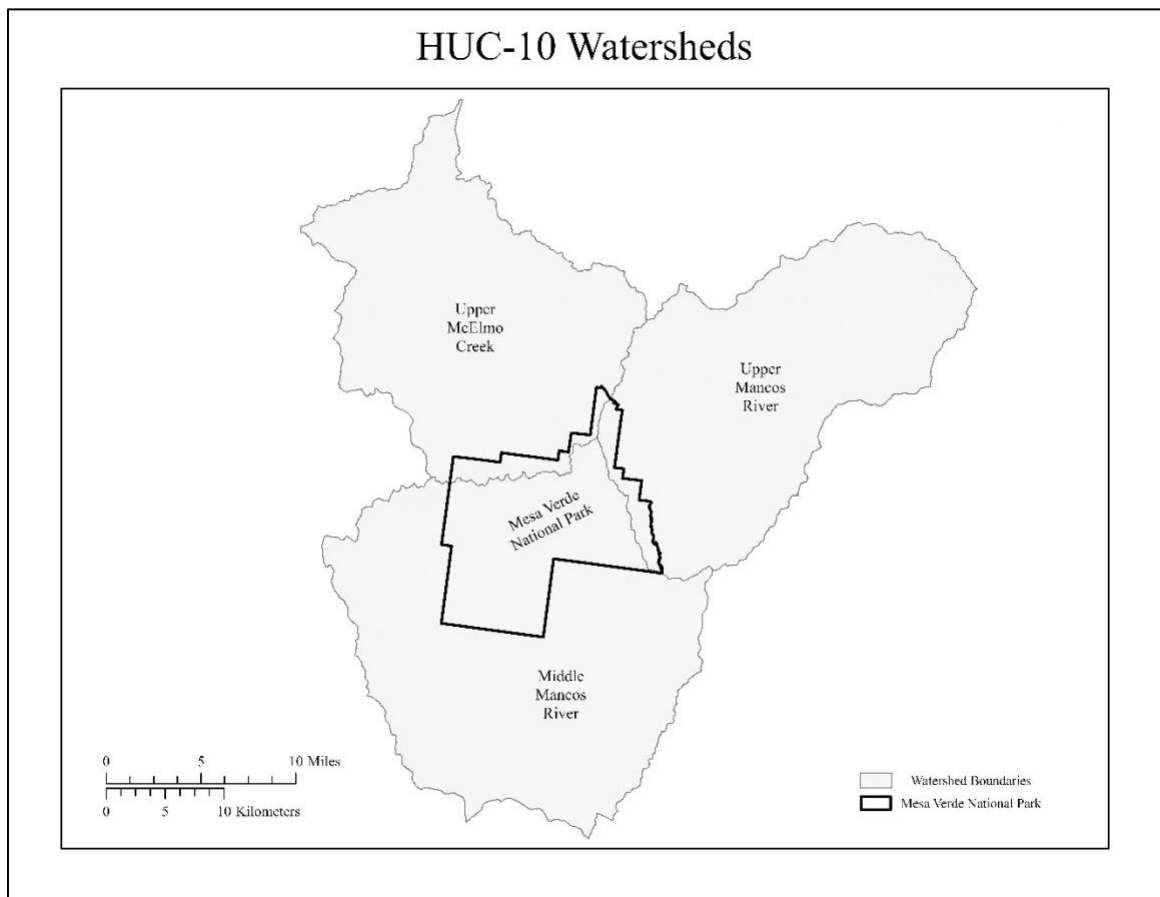 HUC-10 Watersheds
Upper
McElmo
Creek
Upper
Mancos
River
Mesa Verde
National Park
Middle
Mancos
River
0 5 10 Miles
0 5 10 Kilometers
Watershed Boundaries
Mesa Verde National Park